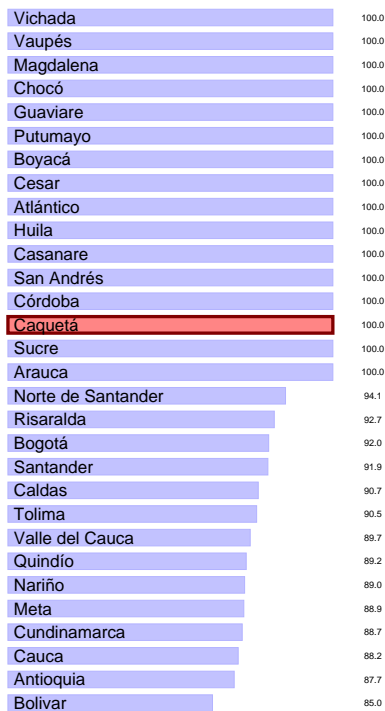 Vichada 100.0
Vaupés 100.0
Magdalena 100.0
Chocó 100.0
Guaviare 100.0
Putumayo 100.0
Boyacá 100.0
Cesar 100.0
Atlántico 100.0
Huila 100.0
Casanare 100.0
San Andrés 100.0
Córdoba 100.0
Caquetá 100.0
Sucre 100.0
Arauca 100.0
Norte de Santander 94.1
Risaralda 92.7
Bogotá 92.0
Santander 91.9
Caldas 90.7
Tolima 90.5
Valle del Cauca 89.7
Quindío 89.2
Nariño 89.0
Meta 88.9
Cundinamarca 88.7
Cauca 88.2
Antioquia 87.7
Bolivar 85.0